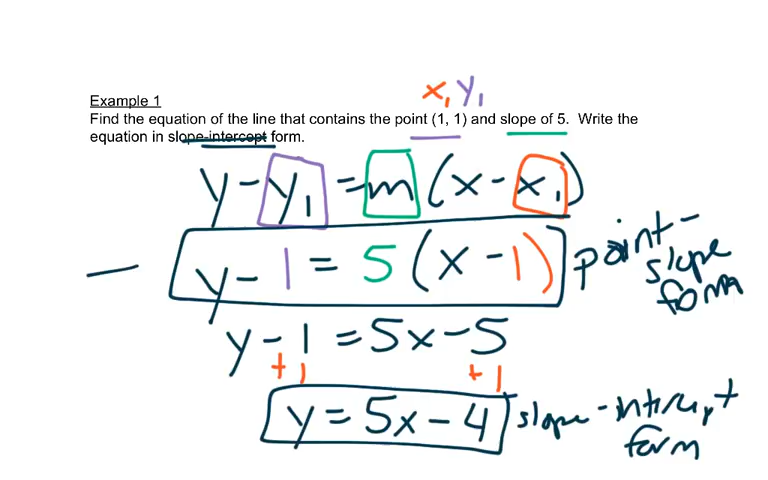 x₁ y₁
Example 1
Find the equation of the line that contains the point (1, 1) and slope of 5. Write the
equation in slope-intercept form.
y - y₁ = m (x - x₁)
y - 1 = 5 (x - 1) point-
slope
form
y - 1 = 5x - 5
+ 1 + 1
y = 5x - 4 slope-intercept
form